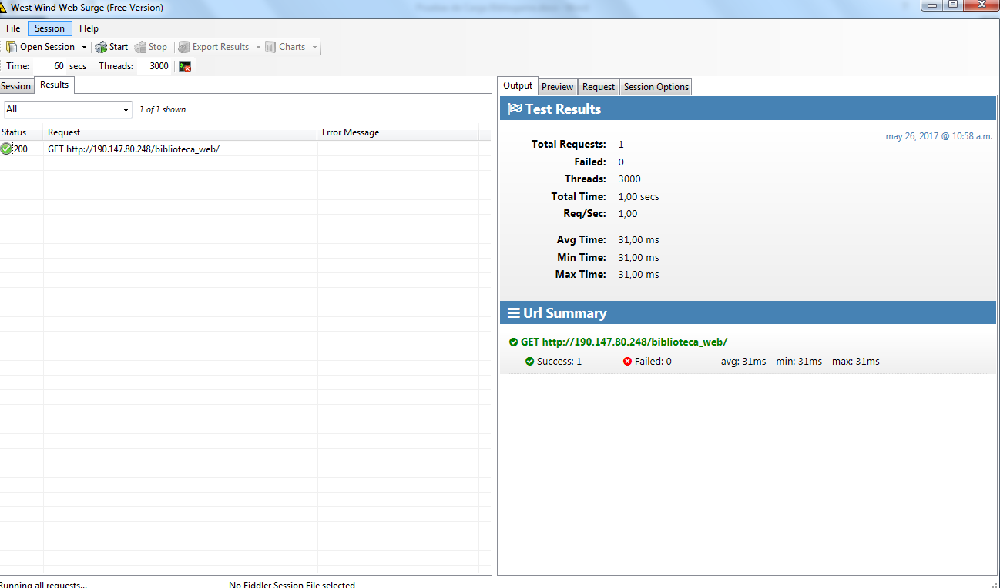 West Wind Web Surge (Free Version)
File Session Help
Open Session Start Stop Export Results Charts
Time: 60 secs Threads: 3000
Session Results
All 1 of 1 shown
Status Request Error Message
200 GET http://190.147.80.248/biblioteca_web/
Output Preview Request Session Options
Test Results
may 26, 2017 @ 10:58 a.m.
Total Requests: 1
Failed: 0
Threads: 3000
Total Time: 1,00 secs
Req/Sec: 1,00
Avg Time: 31,00 ms
Min Time: 31,00 ms
Max Time: 31,00 ms
Url Summary
GET http://190.147.80.248/biblioteca_web/
Success: 1 Failed: 0 avg: 31ms min: 31ms max: 31ms
Running all requests... No Fiddler Session File selected